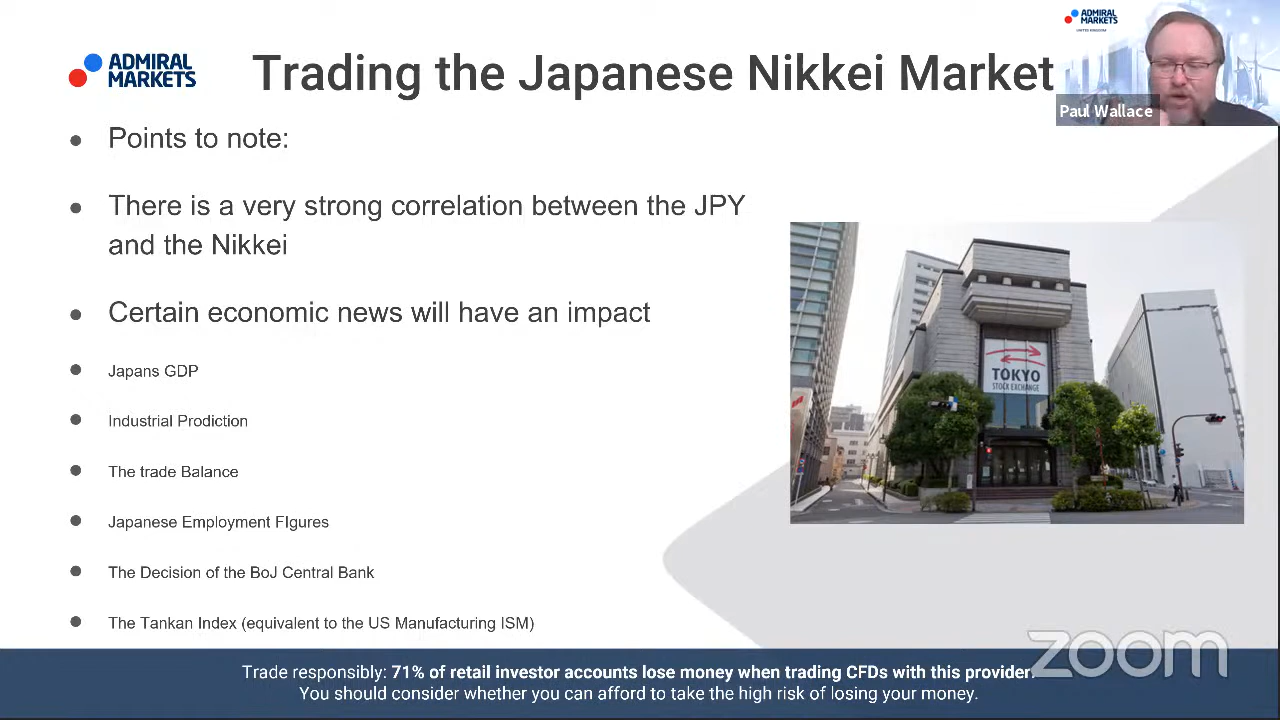 ADMIRAL
MARKETS
Trading the Japanese Nikkei Market
ADMIRAL
MARKETS
UNITED KINGDOM
Paul Wallace
Points to note:
There is a very strong correlation between the JPY
and the Nikkei
Certain economic news will have an impact
Japans GDP
Industrial Prodiction
The trade Balance
Japanese Employment FIgures
The Decision of the BoJ Central Bank
The Tankan Index (equivalent to the US Manufacturing ISM)
TOKYO
STOCK EXCHANGE
zoom
Trade responsibly: 71% of retail investor accounts lose money when trading CFDs with this provider.
You should consider whether you can afford to take the high risk of losing your money.